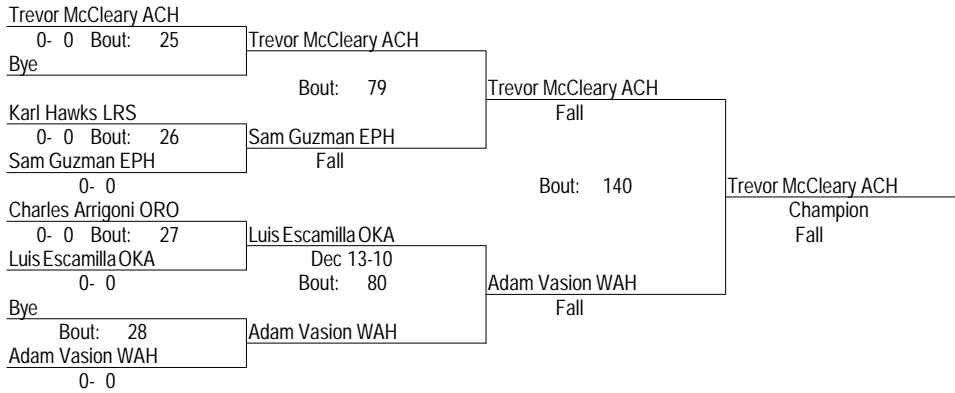 Trevor McCleary ACH
0- 0 Bout: 25
Bye
Karl Hawks LRS
0- 0 Bout: 26
Sam Guzman EPH
0- 0
Charles Arrigoni ORO
0- 0 Bout: 27
Luis Escamilla OKA
0- 0
Bye
Bout: 28
Adam Vasion WAH
0- 0
Trevor McCleary ACH
Bout: 79
Sam Guzman EPH
Fall
Luis Escamilla OKA
Dec 13-10
Bout: 80
Adam Vasion WAH
Trevor McCleary ACH
Fall
Bout: 140
Adam Vasion WAH
Fall
Trevor McCleary ACH
Champion
Fall